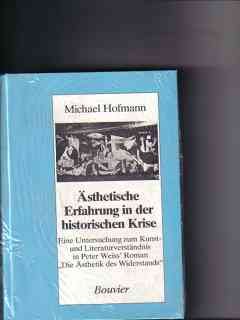 Michael Hofmann
Ästhetische
Erfahrung in der
historischen Krise
Eine Untersuchung zum Kunst-
und Literaturverständnis
in Peter Weiss' Roman
„Die Ästhetik des Widerstands“
Bouvier